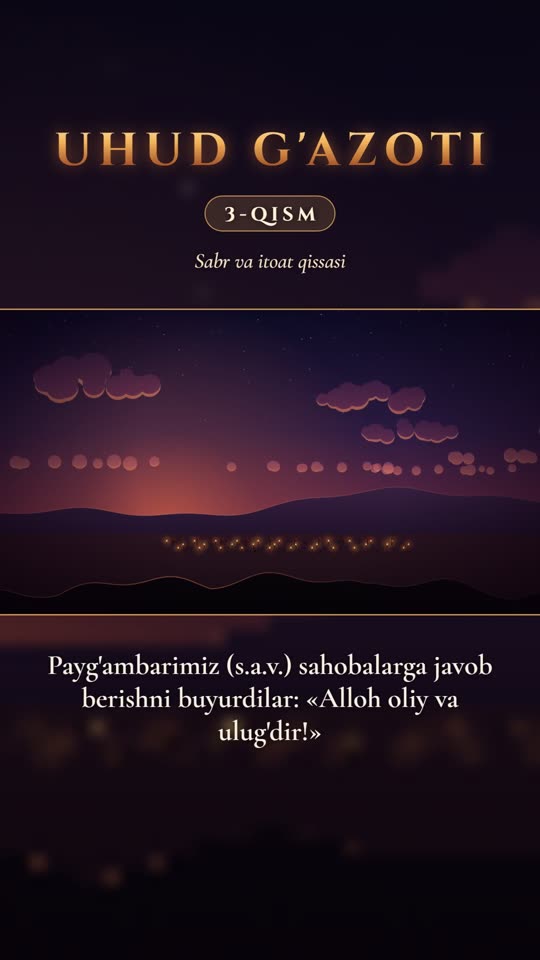 UHUD G'AZOTI
3-QISM
Sabr va itoat qissasi
Payg'ambarimiz (s.a.v.) sahobalarga javob
berishni buyurdilar: «Alloh oliy va
ulug'dir!»